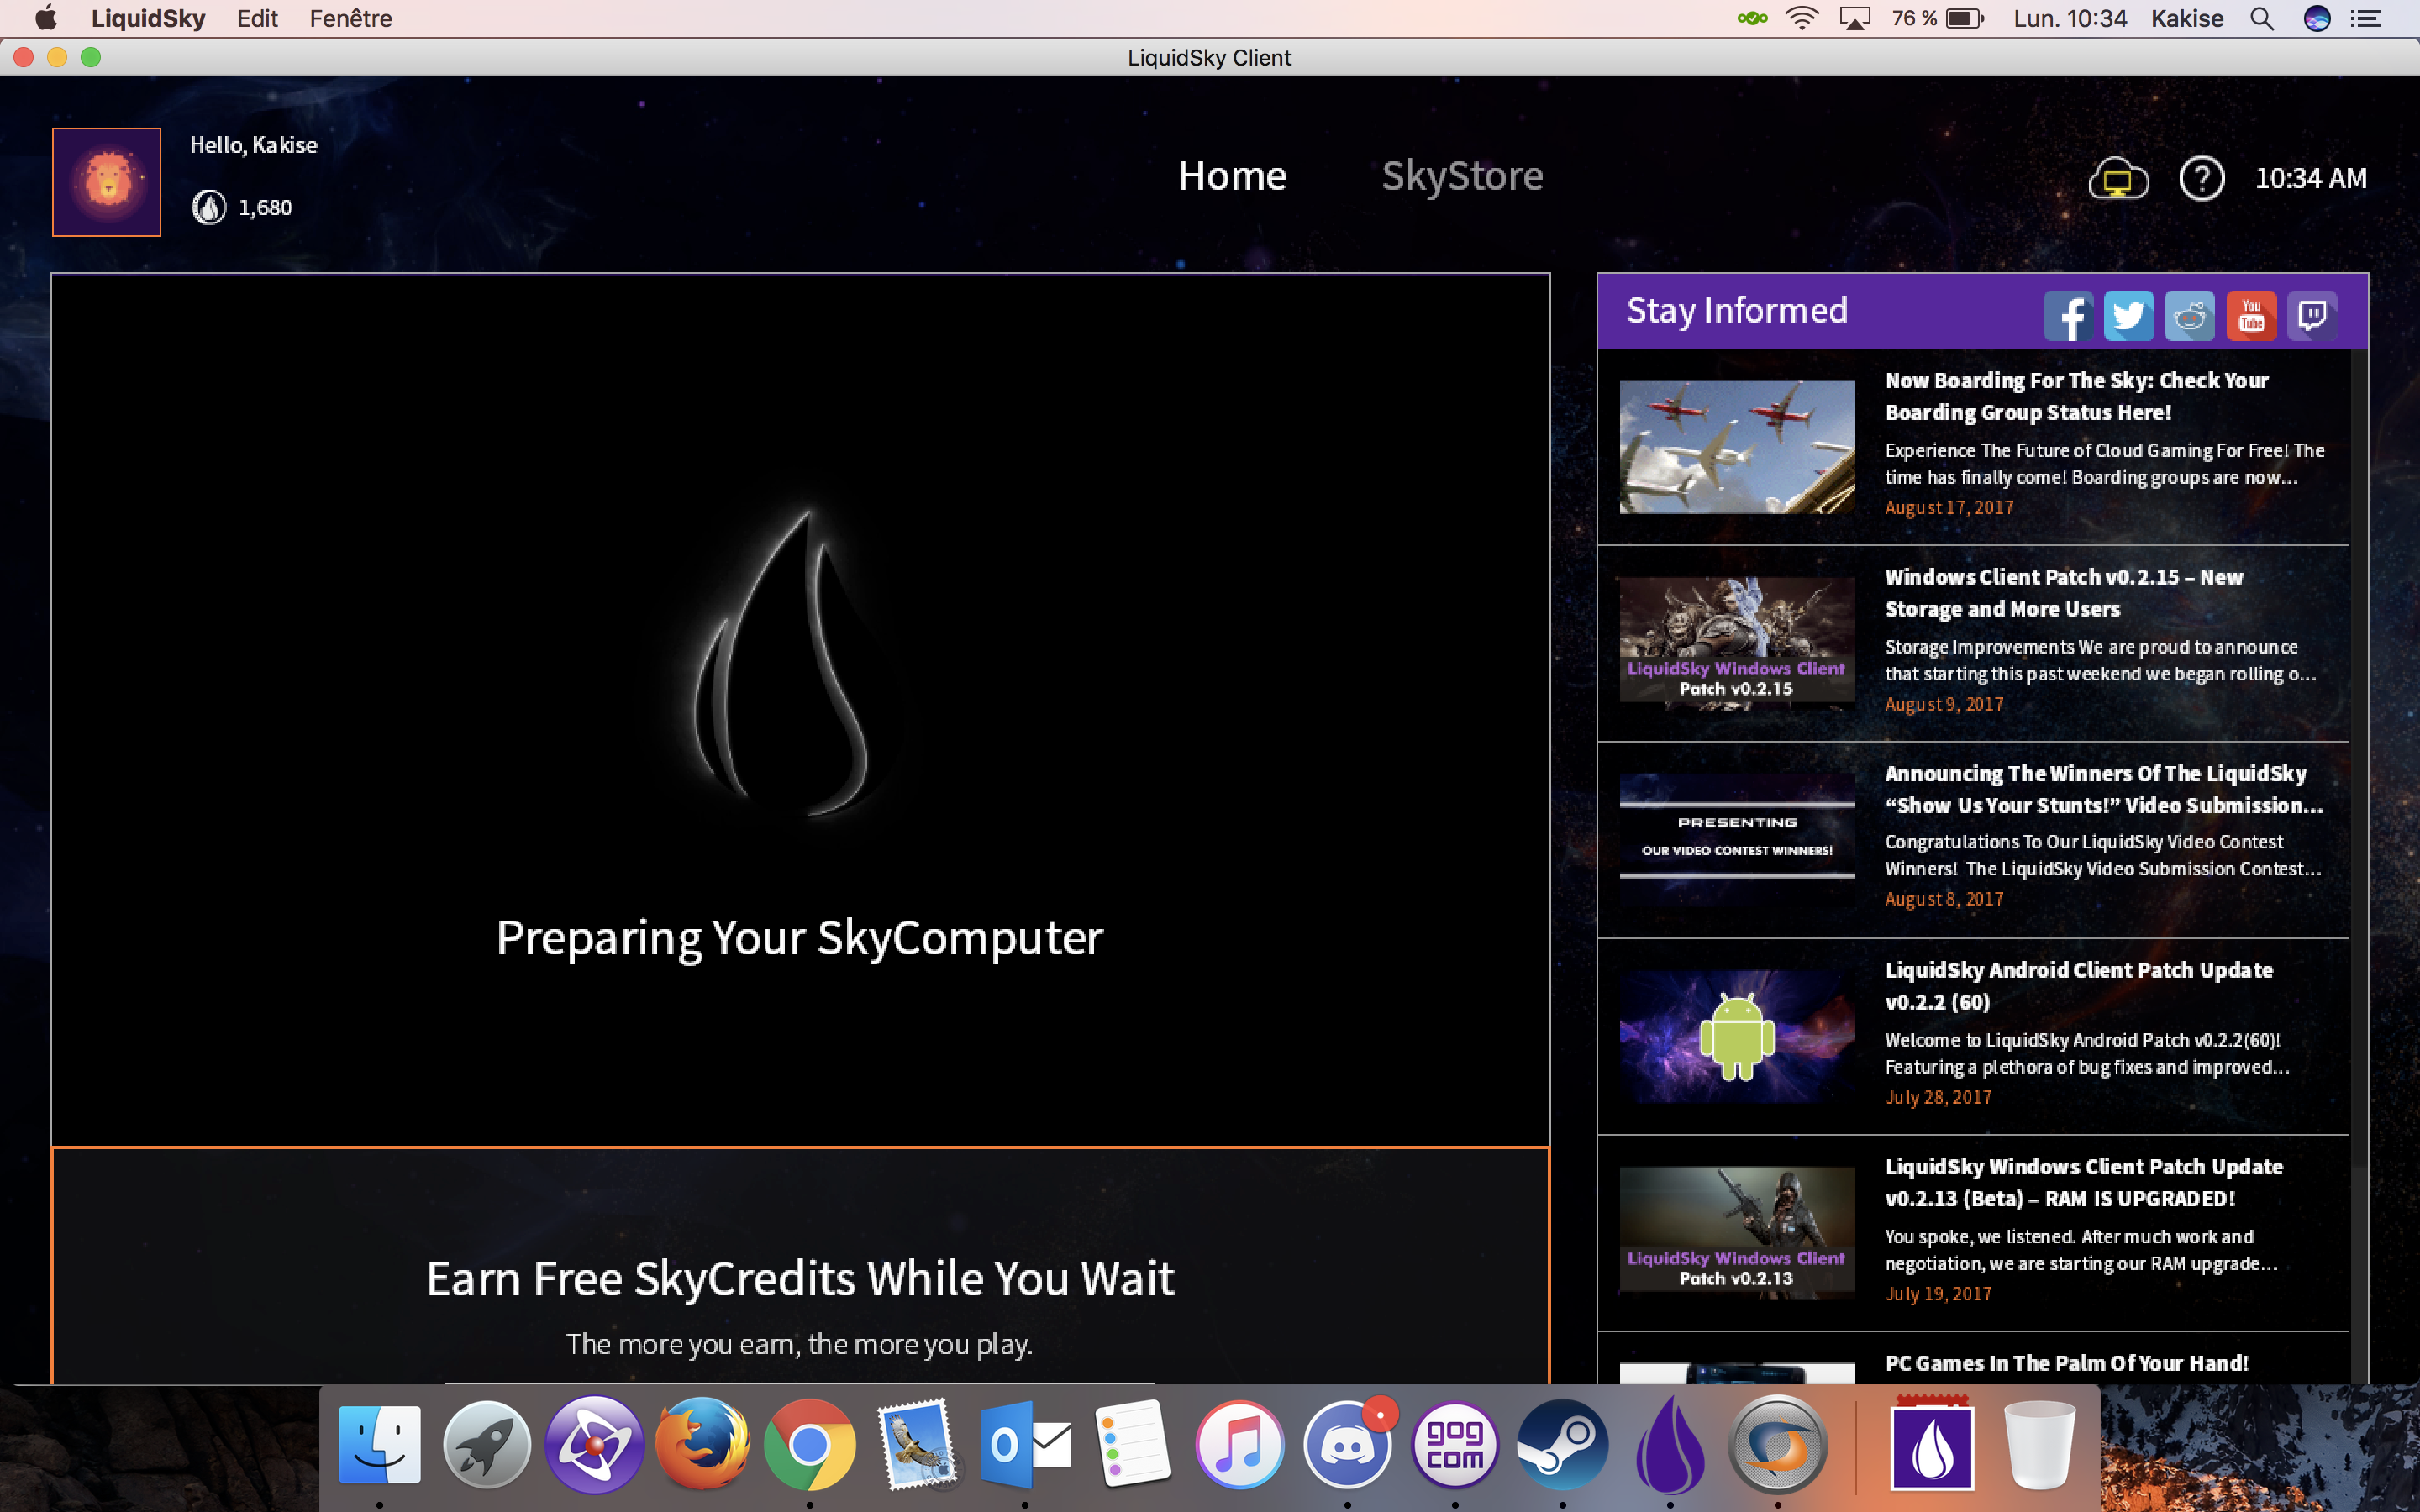 LiquidSky Edit Fenêtre 76 % Lun. 10:34 Kakise
LiquidSky Client
Hello, Kakise
1,680
Home SkyStore
10:34 AM
Preparing Your SkyComputer
Earn Free SkyCredits While You Wait
The more you earn, the more you play.
Stay Informed
You
Tube
Now Boarding For The Sky: Check Your
Boarding Group Status Here!
Experience The Future of Cloud Gaming For Free! The
time has finally come! Boarding groups are now...
August 17, 2017
LiquidSky Windows Client
Patch v0.2.15
Windows Client Patch v0.2.15 – New
Storage and More Users
Storage Improvements We are proud to announce
that starting this past weekend we began rolling o...
August 9, 2017
PRESENTING
OUR VIDEO CONTEST WINNERS!
Announcing The Winners Of The LiquidSky
“Show Us Your Stunts!” Video Submission...
Congratulations To Our LiquidSky Video Contest
Winners! The LiquidSky Video Submission Contest...
August 8, 2017
LiquidSky Android Client Patch Update
v0.2.2 (60)
Welcome to LiquidSky Android Patch v0.2.2(60)!
Featuring a plethora of bug fixes and improved...
July 28, 2017
LiquidSky Windows Client
Patch v0.2.13
LiquidSky Windows Client Patch Update
v0.2.13 (Beta) – RAM IS UPGRADED!
You spoke, we listened. After much work and
negotiation, we are starting our RAM upgrade...
July 19, 2017
PC Games In The Palm Of Your Hand!
gog
com